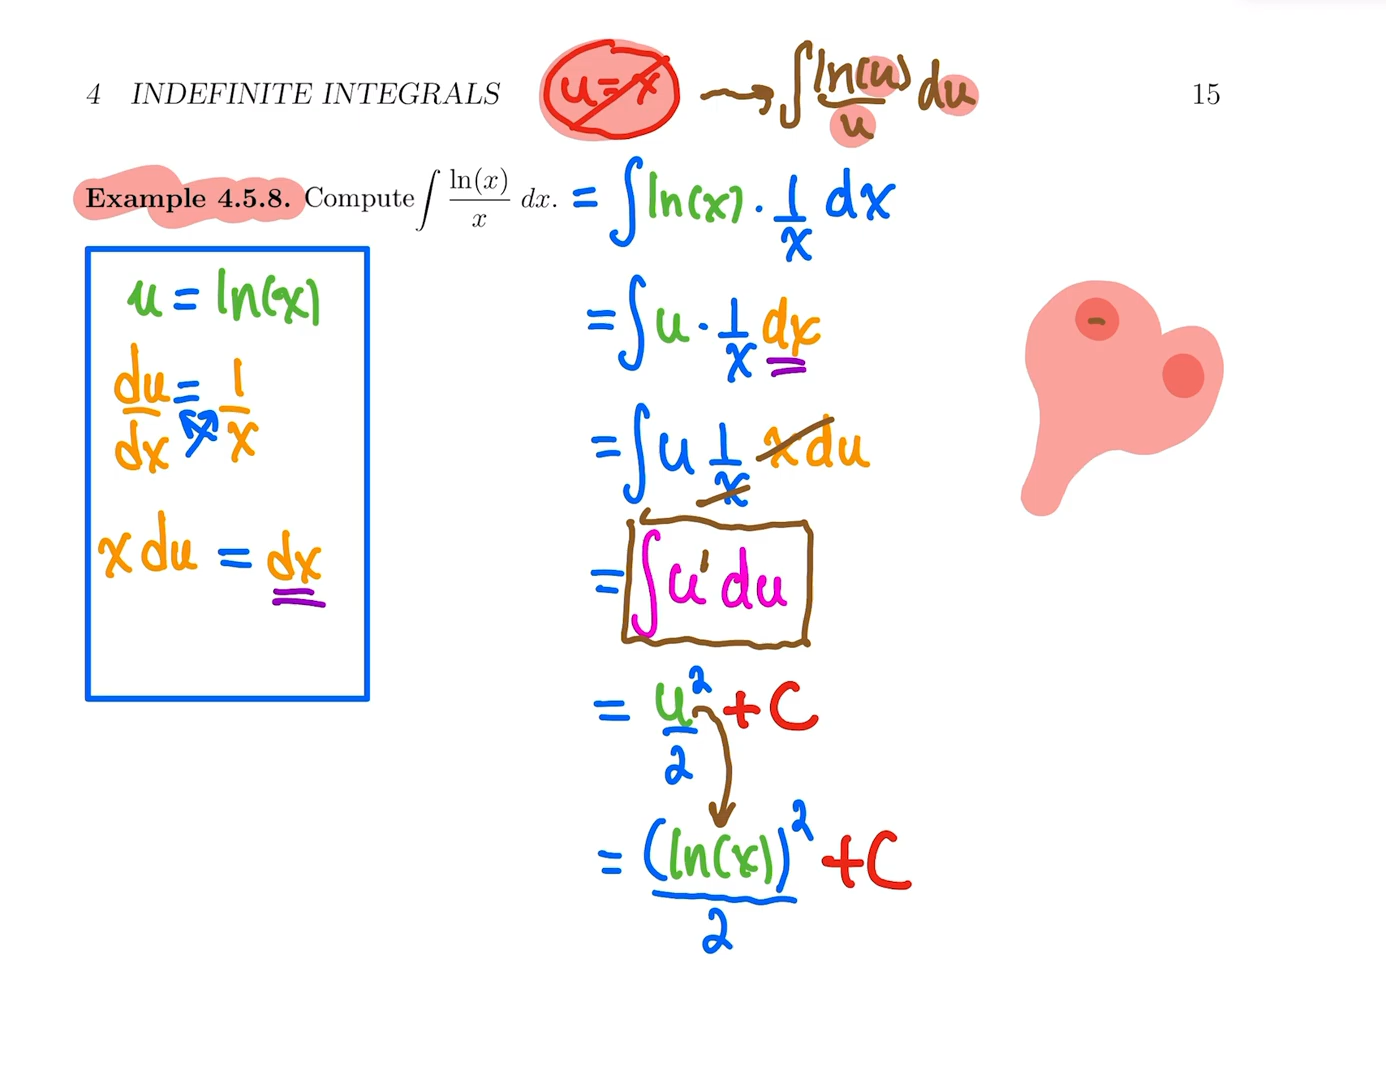 4 INDEFINITE INTEGRALS 15
u = x → ∫ ln(u)/u du
Example 4.5.8. Compute ∫ ln(x)/x dx. = ∫ ln(x) · 1/x dx
u = ln(x)
du/dx = 1/x
x du = dx
= ∫ u · 1/x dx
= ∫ u 1/x x du
= ∫ u¹ du
= u²/2 + C
= (ln(x))²/2 + C